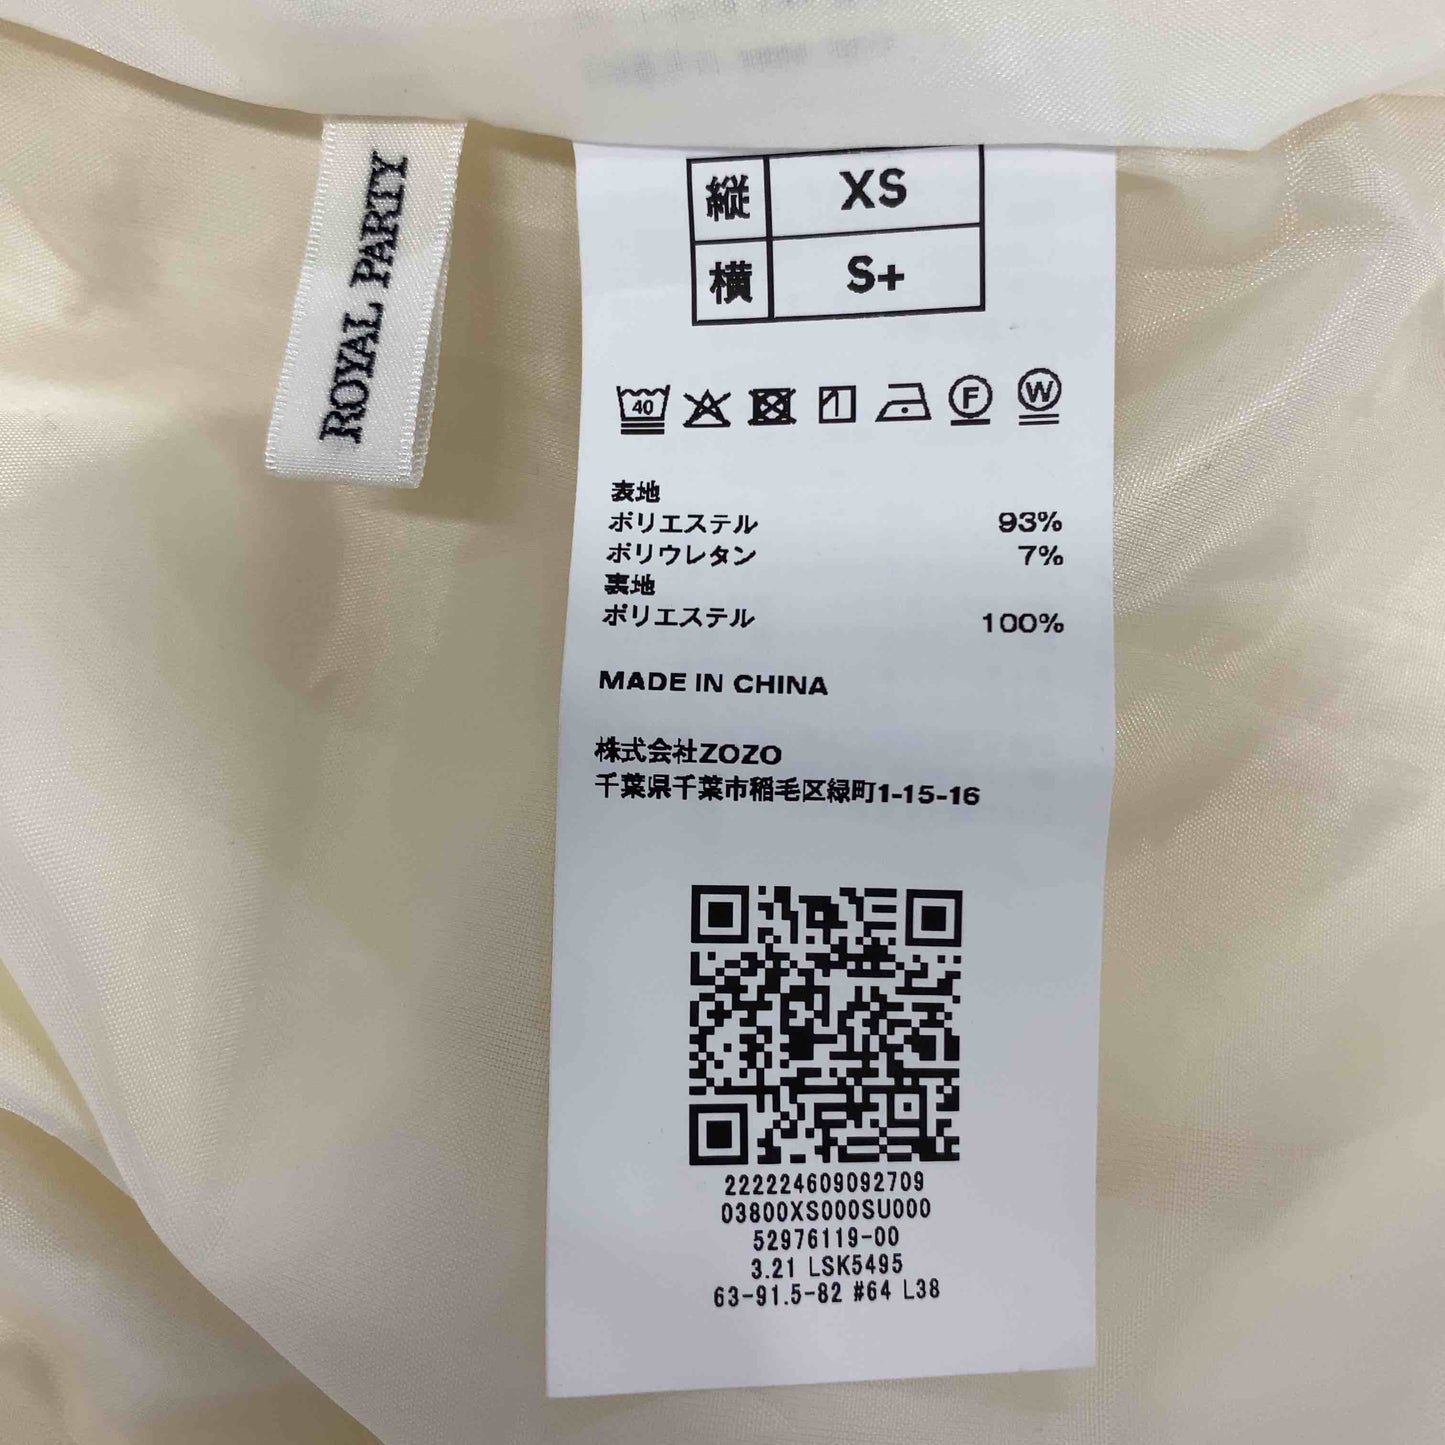 ROYAL PARTY
縦 XS
横 S+
40
F W
表地
ポリエステル 93%
ポリウレタン 7%
裏地
ポリエステル 100%
MADE IN CHINA
株式会社ZOZO
千葉県千葉市稲毛区緑町1-15-16
222224609092709
03800XS000SU000
52976119-00
3.21 LSK5495
63-91.5-82 #64 L38